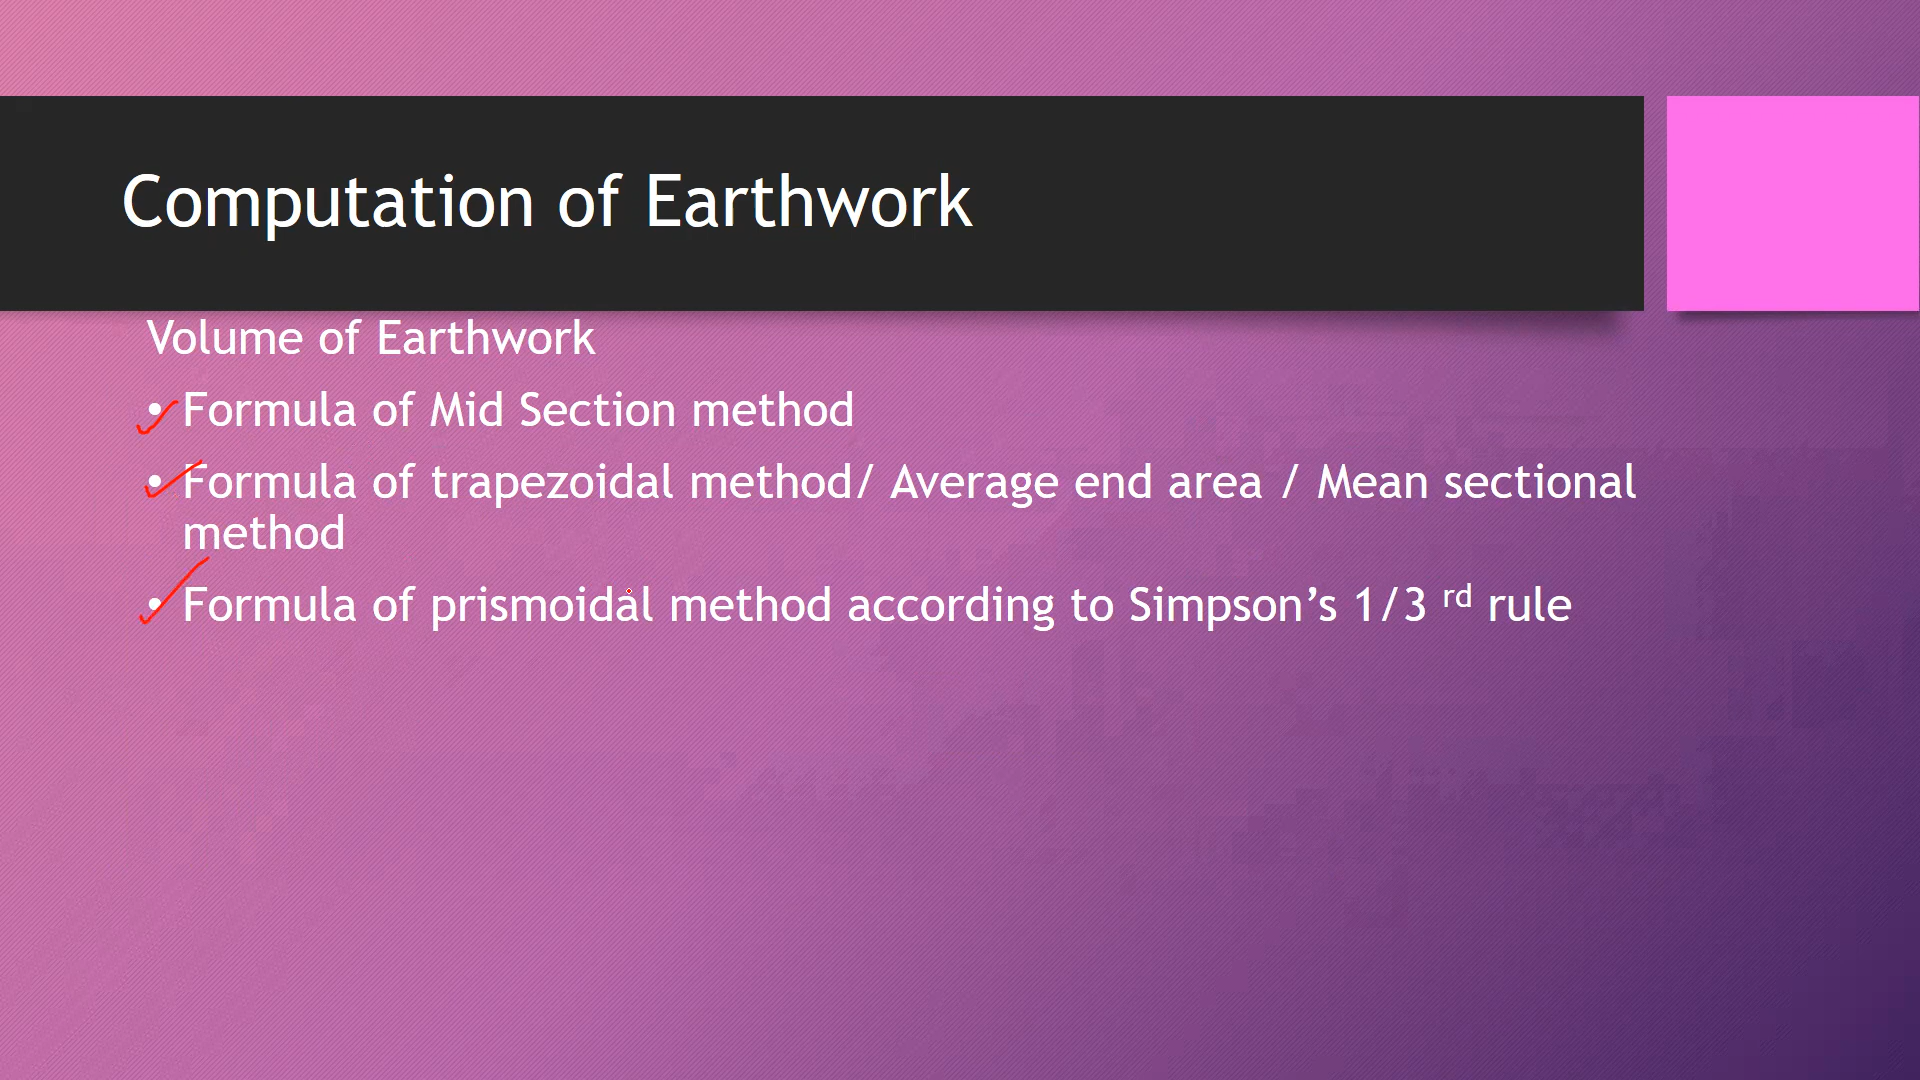 Computation of Earthwork
Volume of Earthwork
• Formula of Mid Section method
• Formula of trapezoidal method/ Average end area / Mean sectional
method
• Formula of prismoidal method according to Simpson’s 1/3 rd rule